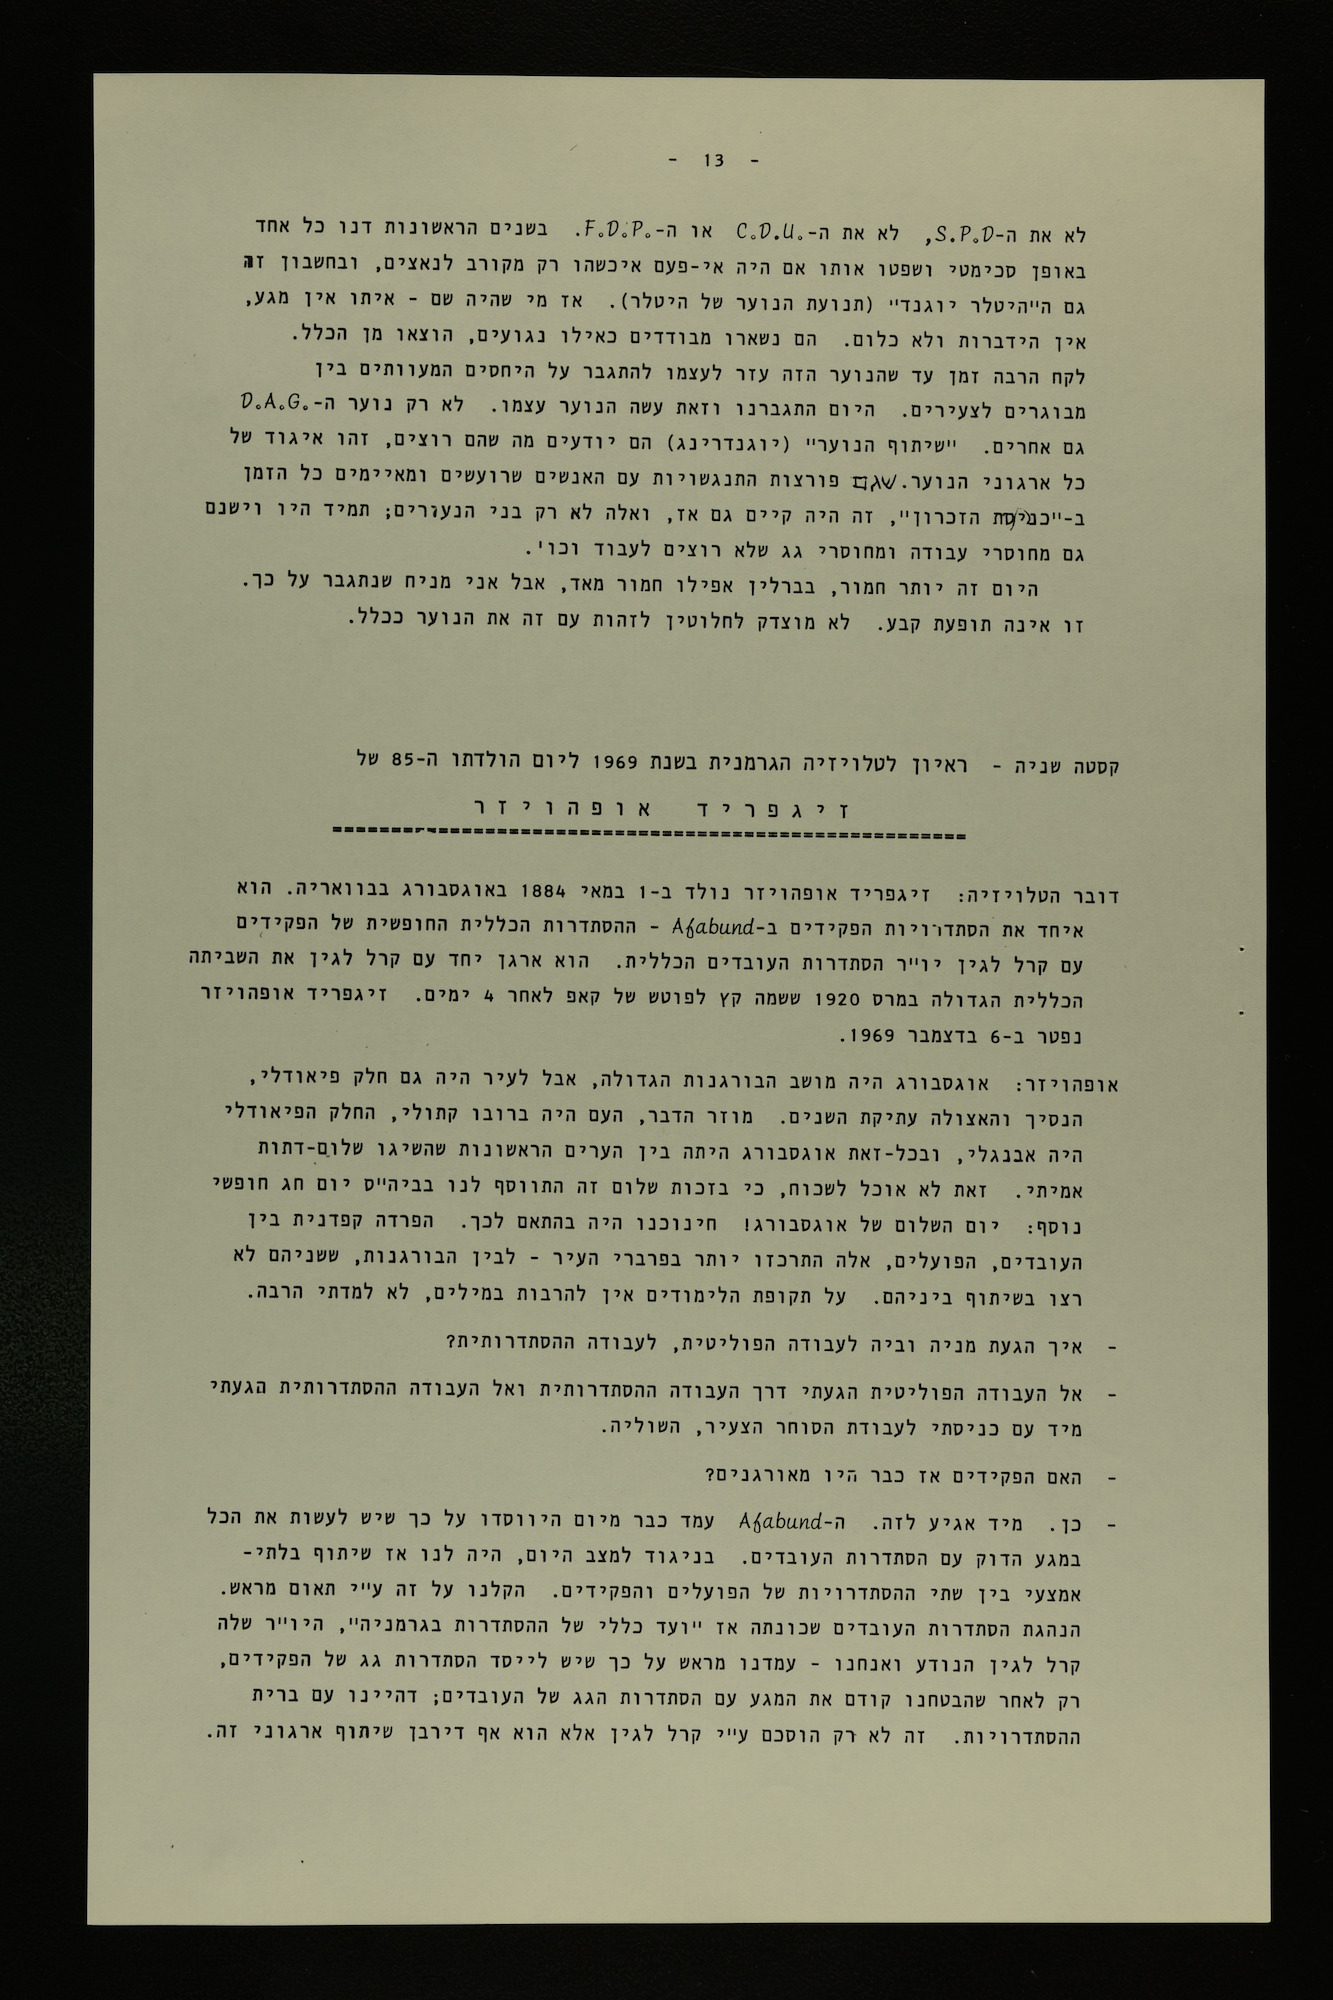 - 13 -
לא את ה-S.P.D, לא את ה-C.D.U. או ה-F.D.P. בשנים הראשונות דנו כל אחד
באופן סכימטי ושפטו אותו אם היה אי-פעם איכשהו רק מקורב לנאצים, ובחשבון זה
גם ה"היטלר יוגנד" (תנועת הנוער של היטלר). אז מי שהיה שם - איתו אין מגע,
אין הידברות ולא כלום. הם נשארו מבודדים כאילו נגועים, הוצאו מן הכלל.
לקח הרבה זמן עד שהנוער הזה עזר לעצמו להתגבר על היחסים המעוותים בין
מבוגרים לצעירים. היום התגברנו וזאת עשה הנוער עצמו. לא רק נוער ה-D.A.G.
גם אחרים. "שיתוף הנוער" (יוגנדרינג) הם יודעים מה שהם רוצים, זהו איגוד של
כל ארגוני הנוער. שגם פורצות התנגשויות עם האנשים שרועשים ומאיימים כל הזמן
ב-"כניסת הזכרון", זה היה קיים גם אז, ואלה לא רק בני הנעורים; תמיד היו וישנם
גם מחוסרי עבודה ומחוסרי גג שלא רוצים לעבוד וכו'.
היום זה יותר חמור, בברלין אפילו חמור מאד, אבל אני מניח שנתגבר על כך.
זו אינה תופעת קבע. לא מוצדק לחלוטין לזהות עם זה את הנוער ככלל.
קסטה שניה - ראיון לטלויזיה הגרמנית בשנת 1969 ליום הולדתו ה-85 של
זיגפריד אופהויזר
דובר הטלויזיה: זיגפריד אופהויזר נולד ב-1 במאי 1884 באוגסבורג בבוואריה. הוא
איחד את הסתדרויות הפקידים ב-Afabund - ההסתדרות הכללית החופשית של הפקידים
עם קרל לגין יו"ר הסתדרות העובדים הכללית. הוא ארגן יחד עם קרל לגין את השביתה
הכללית הגדולה במרס 1920 ששמה קץ לפוטש של קאפ לאחר 4 ימים. זיגפריד אופהויזר
נפטר ב-6 בדצמבר 1969.
אופהויזר: אוגסבורג היה מושב הבורגנות הגדולה, אבל לעיר היה גם חלק פיאודלי,
הנסיך והאצולה עתיקת השנים. מוזר הדבר, העם היה ברובו קתולי, החלק הפיאודלי
היה אבנגלי, ובכל-זאת אוגסבורג היתה בין הערים הראשונות שהשיגו שלום-דתות
אמיתי. זאת לא אוכל לשכוח, כי בזכות שלום זה התווסף לנו בביה"ס יום חג חופשי
נוסף: יום השלום של אוגסבורג! חינוכנו היה בהתאם לכך. הפרדה קפדנית בין
העובדים, הפועלים, אלה התרכזו יותר בפרברי העיר - לבין הבורגנות, ששניהם לא
רצו בשיתוף ביניהם. על תקופת הלימודים אין להרבות במילים, לא למדתי הרבה.
- איך הגעת מניה וביה לעבודה הפוליטית, לעבודה ההסתדרותית?
- אל העבודה הפוליטית הגעתי דרך העבודה ההסתדרותית ואל העבודה ההסתדרותית הגעתי
מיד עם כניסתי לעבודת הסוחר הצעיר, השוליה.
- האם הפקידים אז כבר היו מאורגנים?
- כן. מיד אגיע לזה. ה-Afabund עמד כבר מיום היווסדו על כך שיש לעשות את הכל
במגע הדוק עם הסתדרות העובדים. בניגוד למצב היום, היה לנו אז שיתוף בלתי-
אמצעי בין שתי ההסתדרויות של הפועלים והפקידים. הקלנו על זה ע"י תאום מראש.
הנהגת הסתדרות העובדים שכונתה אז "ועד כללי של ההסתדרות בגרמניה", היו"ר שלה
קרל לגין הנודע ואנחנו - עמדנו מראש על כך שיש לייסד הסתדרות גג של הפקידים,
רק לאחר שהבטחנו קודם את המגע עם הסתדרות הגג של העובדים; דהיינו עם ברית
ההסתדרויות. זה לא רק הוסכם ע"י קרל לגין אלא הוא אף דירבן שיתוף ארגוני זה.